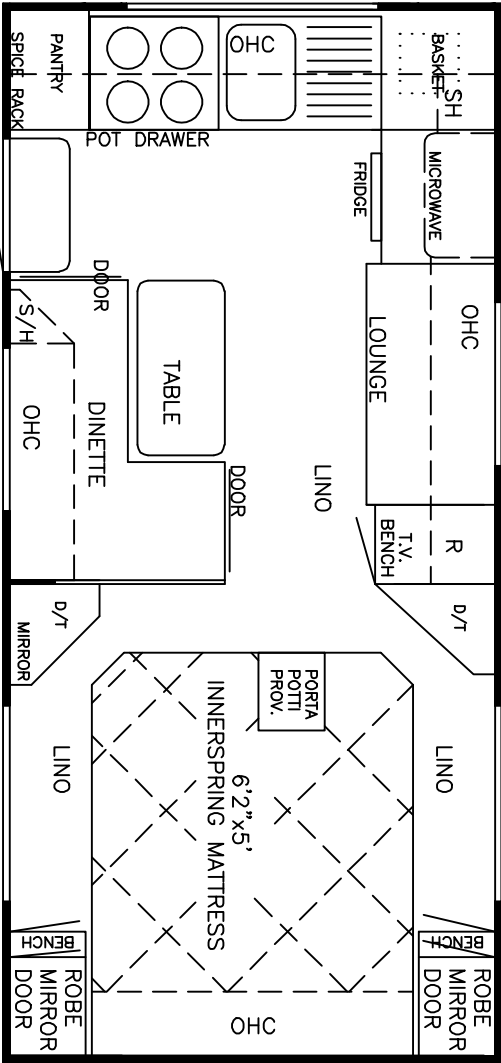 PANTRY
SPICE RACK
OHC
BASKET
SH
POT DRAWER
MICROWAVE
FRIDGE
DOOR
S/H
OHC
DINETTE
TABLE
LOUNGE
OHC
DOOR
LINO
T.V.
BENCH
R
D/T
MIRROR
D/T
PORTA
POTTI
PROV.
LINO
6'2"x5'
INNERSPRING MATTRESS
LINO
BENCH
BENCH
ROBE
MIRROR
DOOR
OHC
ROBE
MIRROR
DOOR